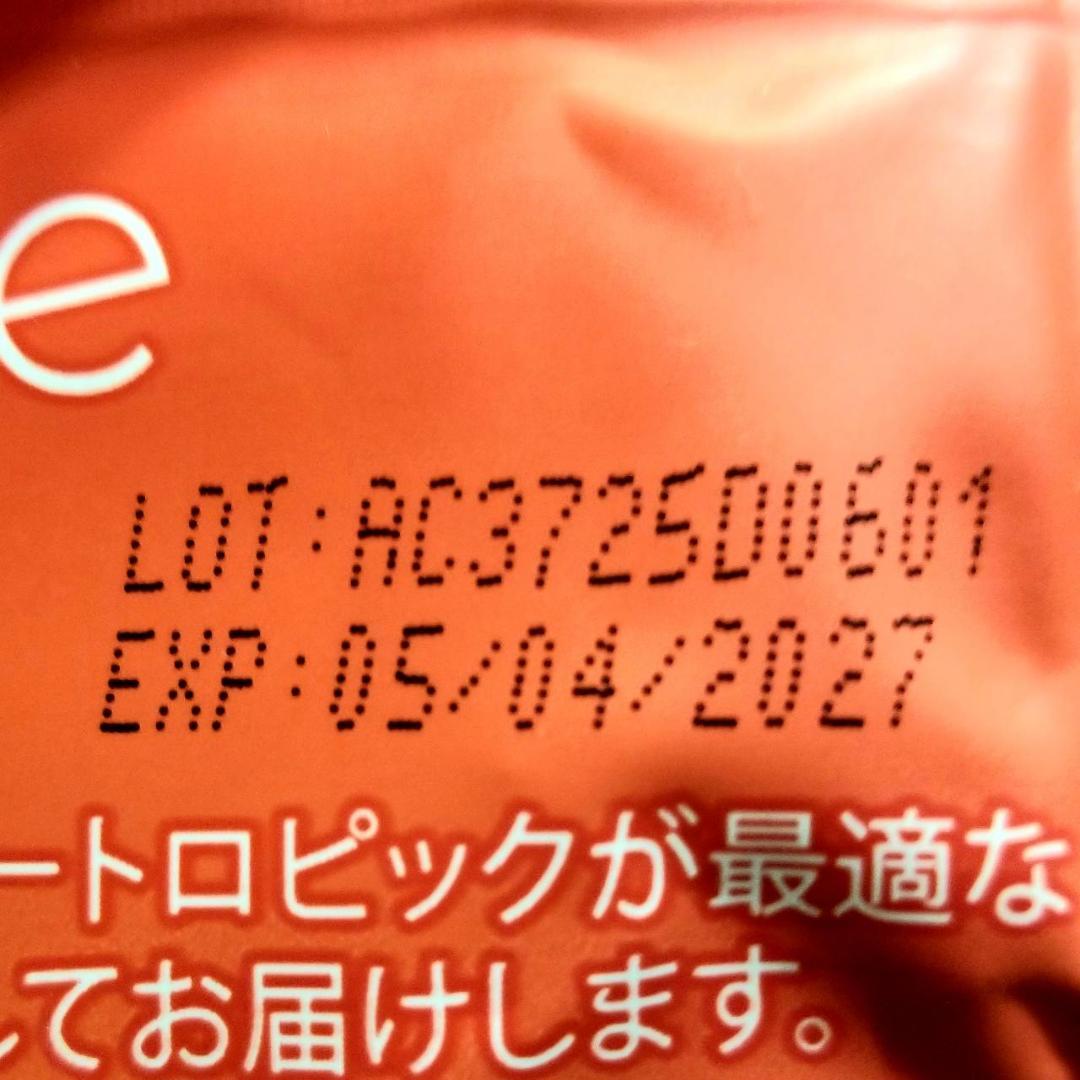 e
LOT:AC3725D0601
EXP:05/04/2027
ートロピックが最適な
してお届けします。